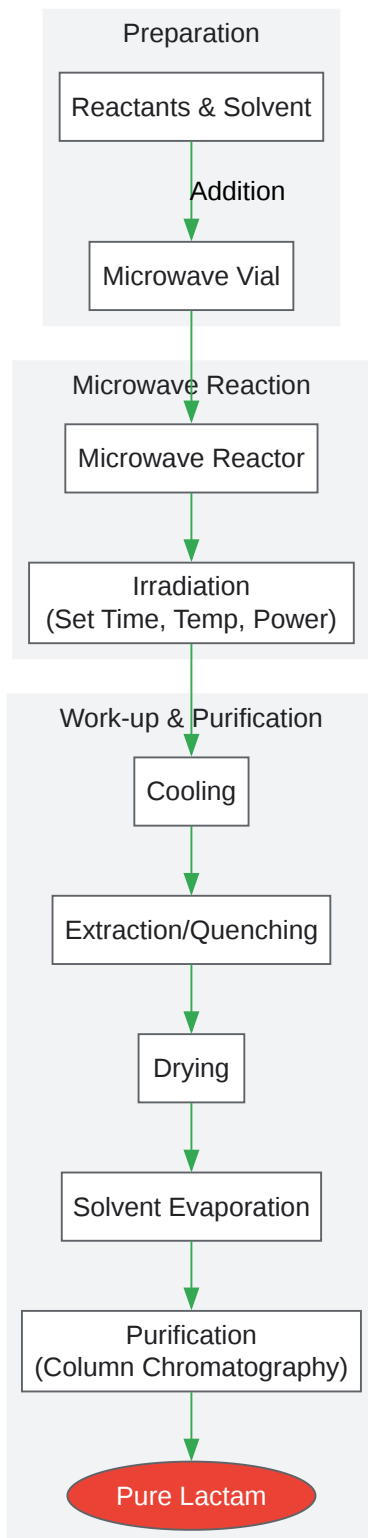 Preparation
Reactants & Solvent
Addition
Microwave Vial
Microwave Reaction
Microwave Reactor
Irradiation
(Set Time, Temp, Power)
Work-up & Purification
Cooling
Extraction/Quenching
Drying
Solvent Evaporation
Purification
(Column Chromatography)
Pure Lactam